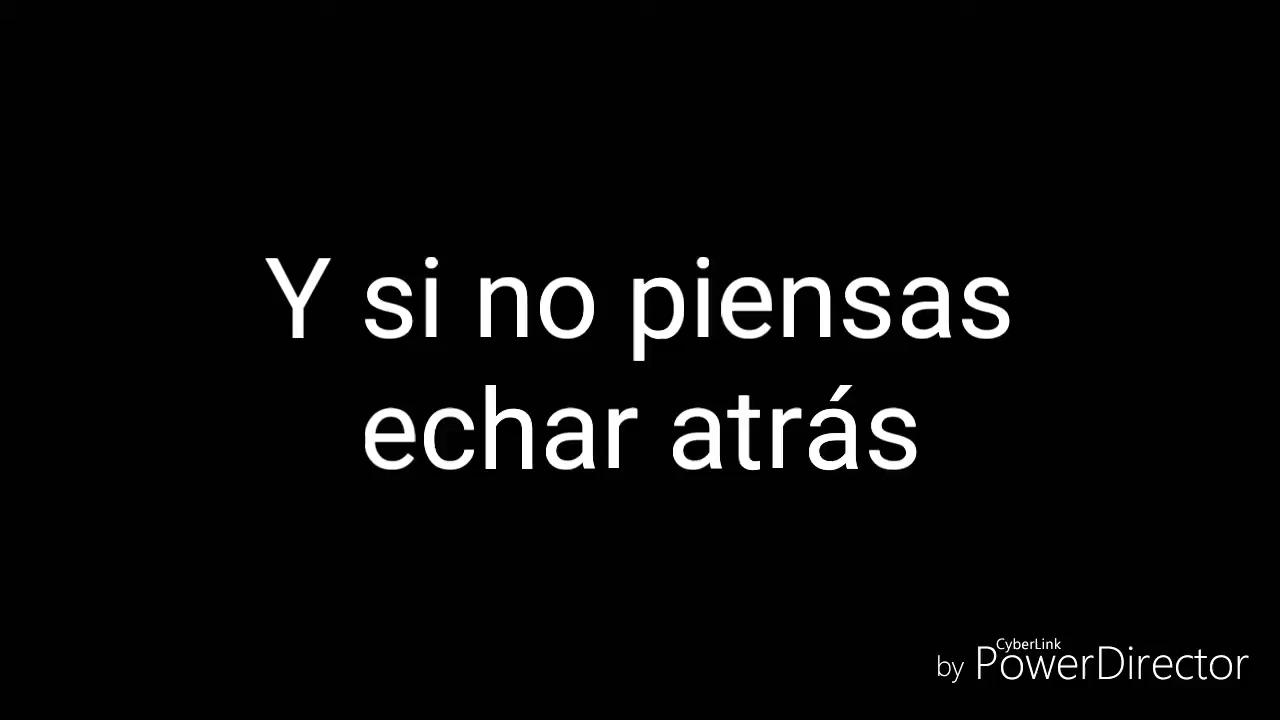 Y si no piensas
echar atrás
CyberLink
by PowerDirector